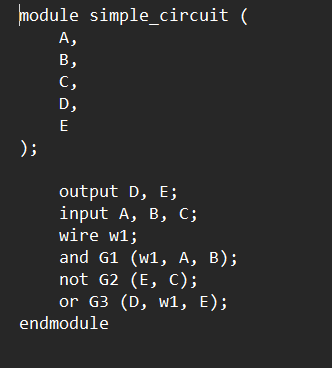 module simple_circuit (
    A,
    B,
    C,
    D,
    E
);

    output D, E;
    input A, B, C;
    wire w1;
    and G1 (w1, A, B);
    not G2 (E, C);
    or G3 (D, w1, E);
endmodule